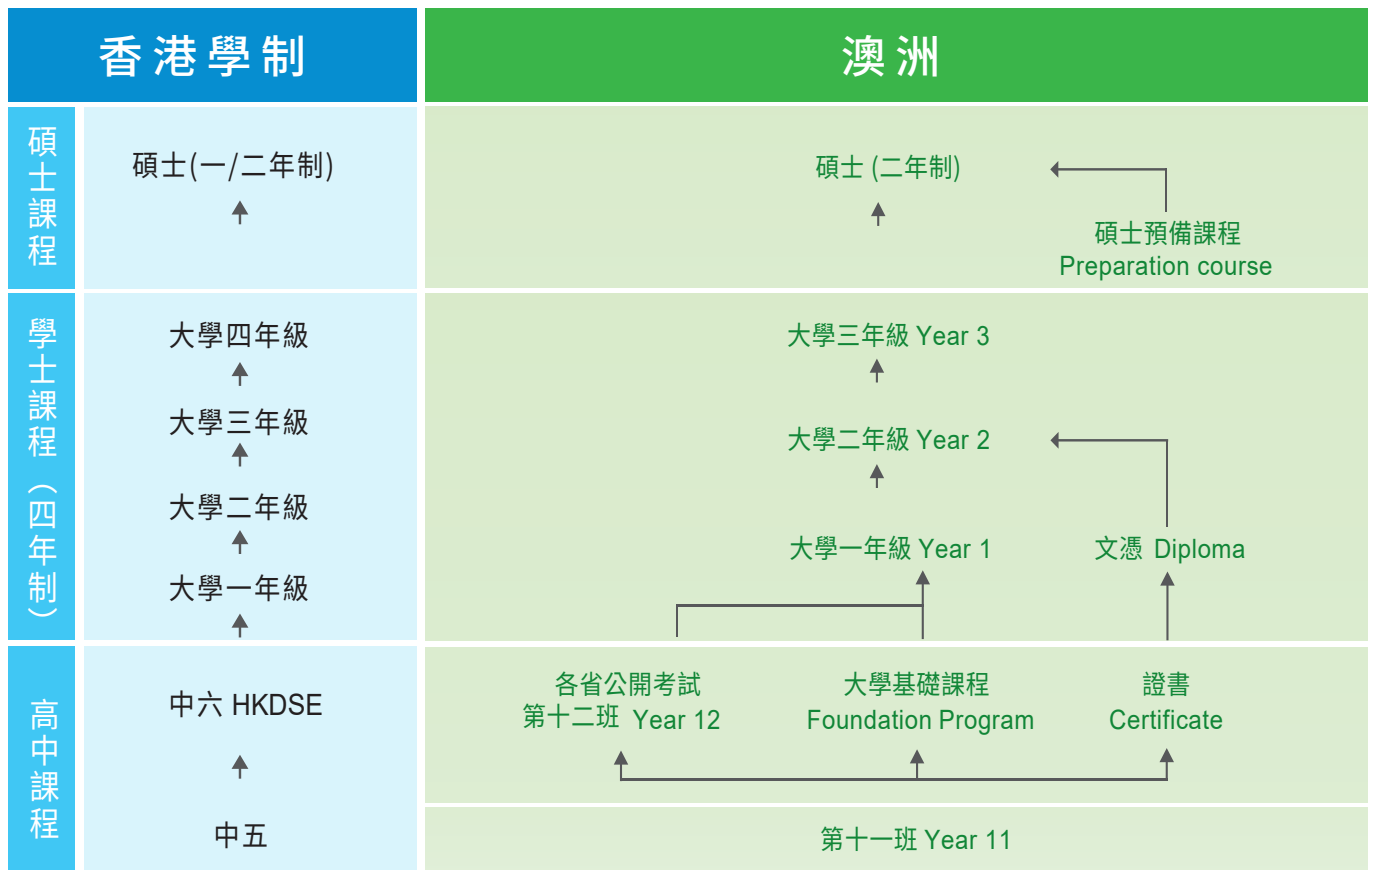 香港學制
澳洲
碩士課程
碩士(一/二年制)
碩士 (二年制)
碩士預備課程
Preparation course
學士課程（四年制）
大學四年級
大學三年級
大學二年級
大學一年級
大學三年級 Year 3
大學二年級 Year 2
大學一年級 Year 1
文憑 Diploma
高中課程
中六 HKDSE
中五
各省公開考試
第十二班 Year 12
大學基礎課程
Foundation Program
證書
Certificate
第十一班 Year 11